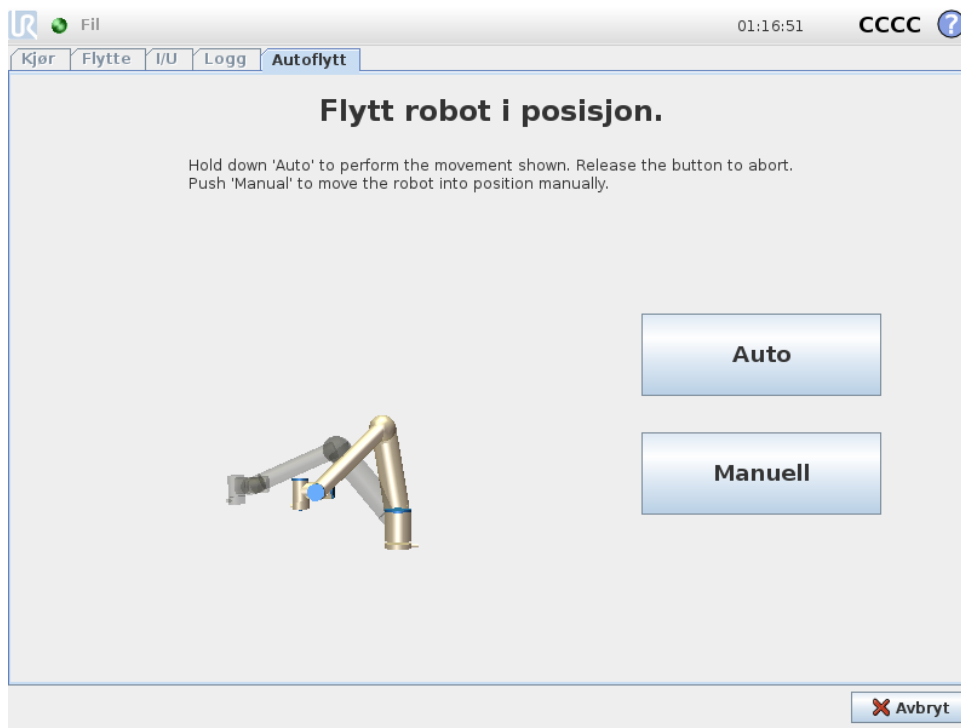 UR
Fil
01:16:51
CCCC
?
Kjør
Flytte
I/U
Logg
Autoflytt
Flytt robot i posisjon.
Hold down 'Auto' to perform the movement shown. Release the button to abort.
Push 'Manual' to move the robot into position manually.
Auto
Manuell
Avbryt